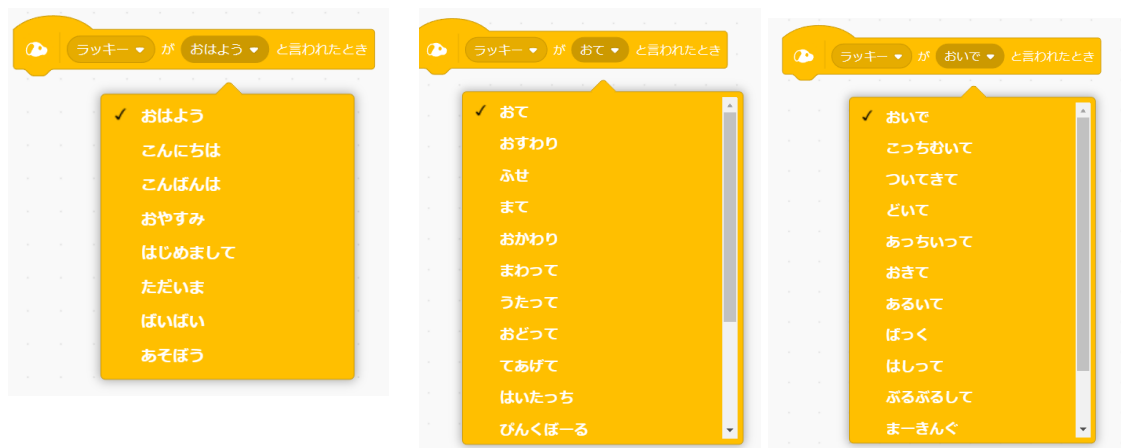 ラッキー が おはよう と言われたとき
おはよう
こんにちは
こんばんは
おやすみ
はじめまして
ただいま
ばいばい
あそぼう
ラッキー が おて と言われたとき
おて
おすわり
ふせ
まて
おかわり
まわって
うたって
おどって
てあげて
はいたっち
ぴんくぼーる
ラッキー が おいで と言われたとき
おいで
こっちむいて
ついてきて
どいて
あっちいって
おきて
あるいて
ばっく
はしって
ぶるぶるして
まーきんぐ